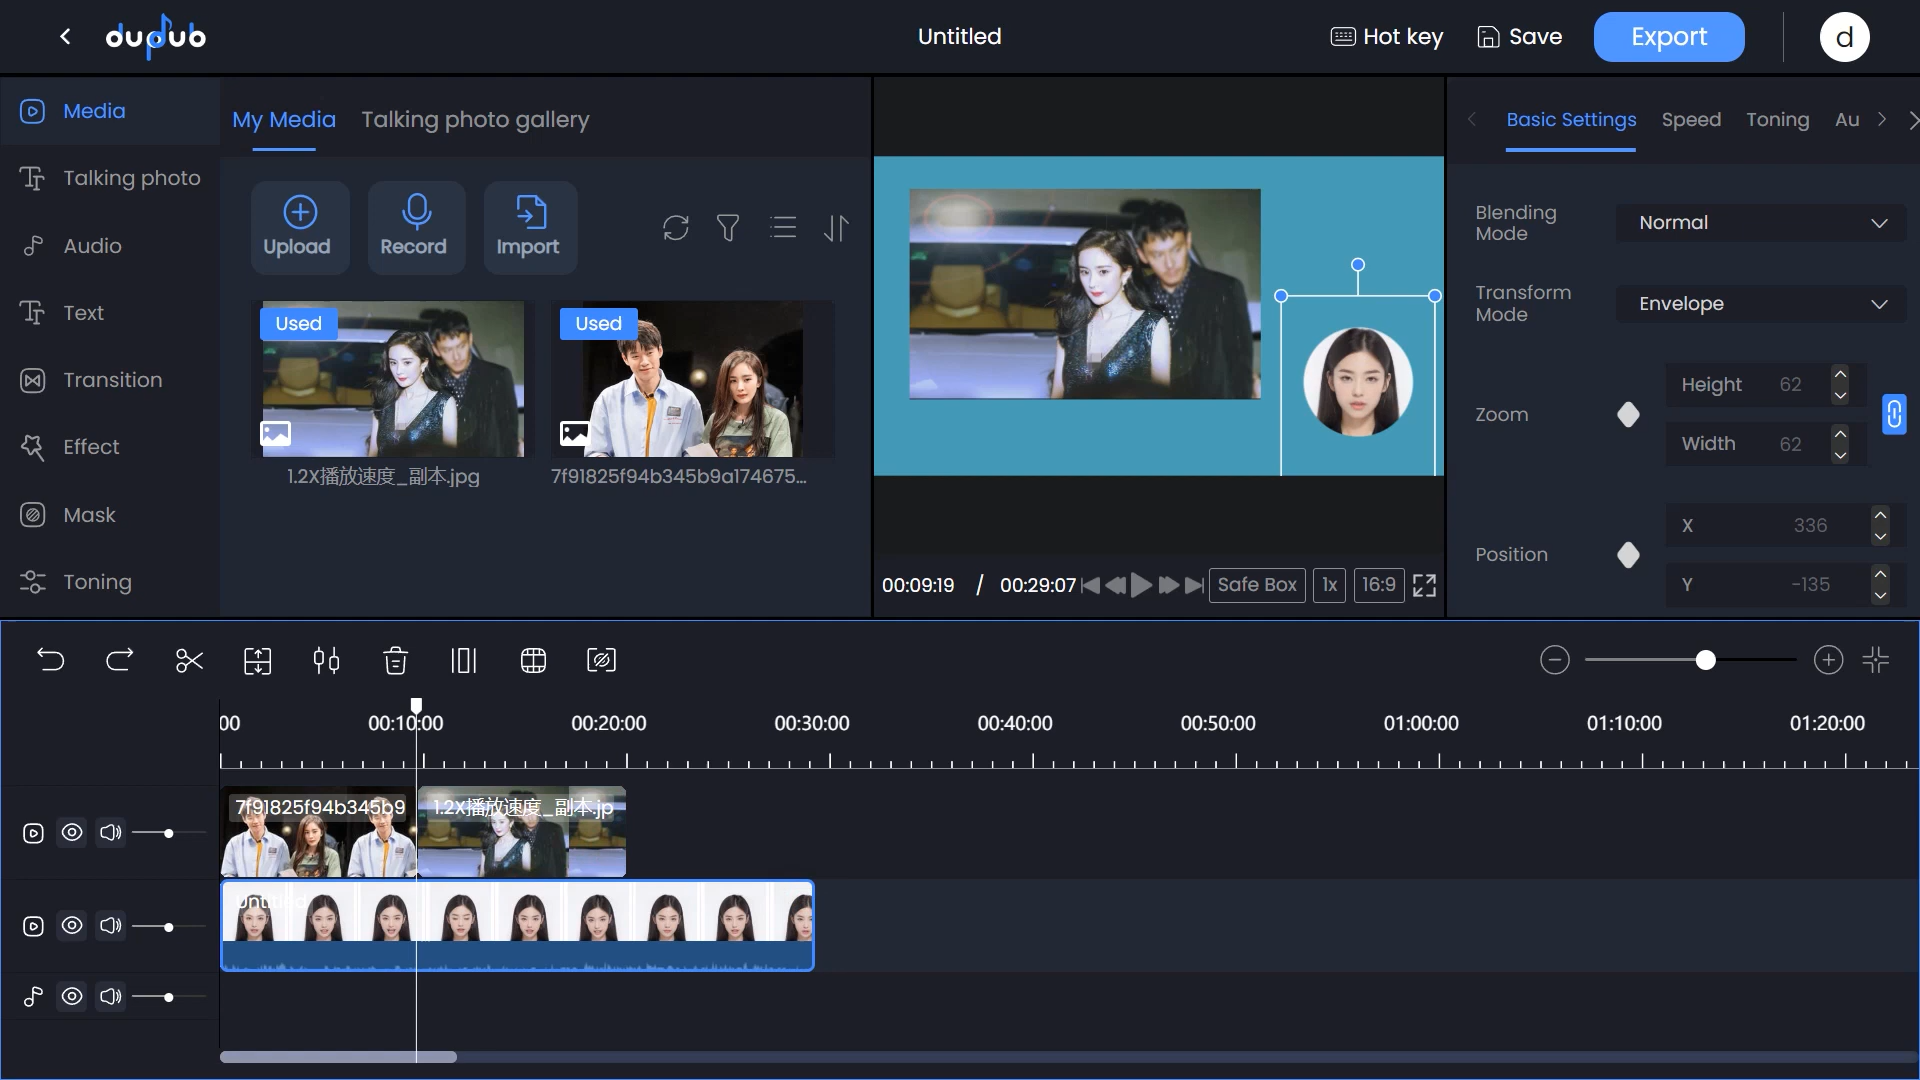 dupdub
Untitled
Hot key
Save
Export
d
Media
Talking photo
Audio
Text
Transition
Effect
Mask
Toning
My Media
Talking photo gallery
Upload
Record
Import
Used
Used
1.2X播放速度_副本.jpg
7f91825f94b345b9a174675...
00:09:19 / 00:29:07
Safe Box
1x
16:9
Basic Settings
Speed
Toning
Au
Blending Mode
Normal
Transform Mode
Envelope
Zoom
Height 62
Width 62
Position
X 336
Y -135
00 00:10:00 00:20:00 00:30:00 00:40:00 00:50:00 01:00:00 01:10:00 01:20:00
7f91825f94b345b9
1.2X播放速度_副本.jp
Untitled